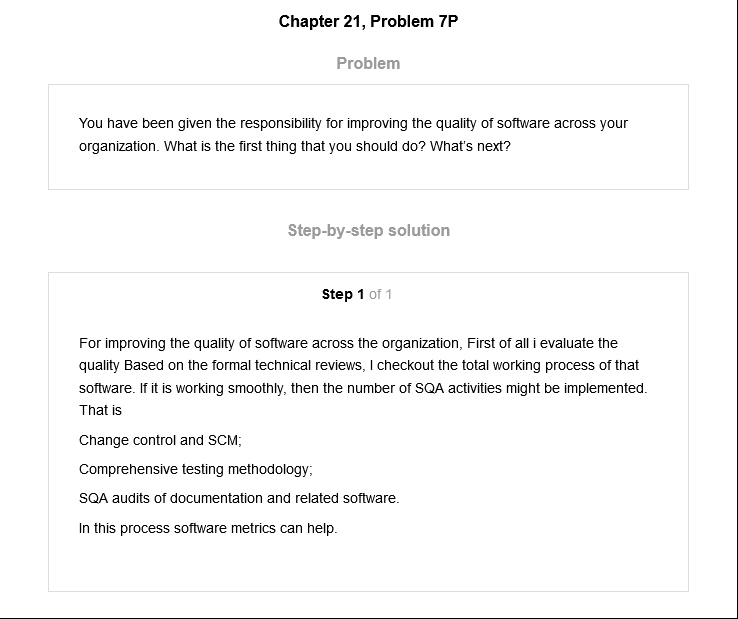 Chapter 21, Problem 7P
Problem
You have been given the responsibility for improving the quality of software across your
organization. What is the first thing that you should do? What's next?
Step-by-step solution
Step 1 of 1
For improving the quality of software across the organization, First of all i evaluate the
quality Based on the formal technical reviews, I checkout the total working process of that
software. If it is working smoothly, then the number of SQA activities might be implemented.
That is
Change control and SCM;
Comprehensive testing methodology;
SQA audits of documentation and related software.
In this process software metrics can help.